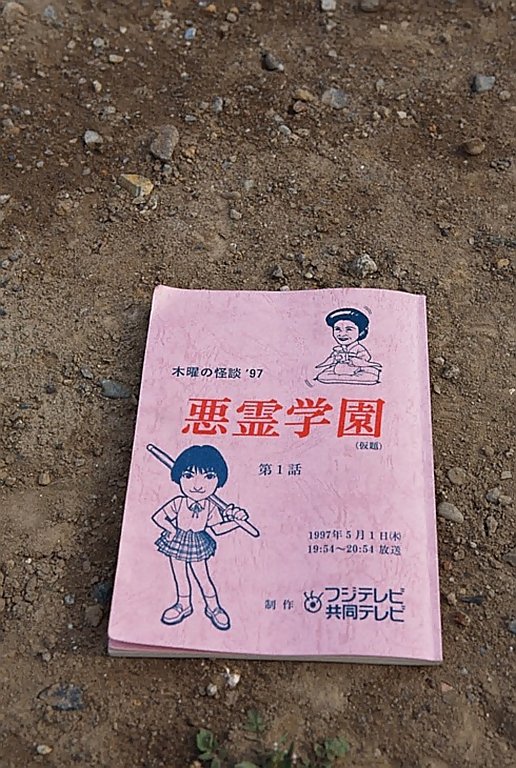 木曜の怪談 '97
悪霊学園
(仮題)
第1話
1997年5月1日(木)
19:54〜20:54 放送
制作 フジテレビ
共同テレビ